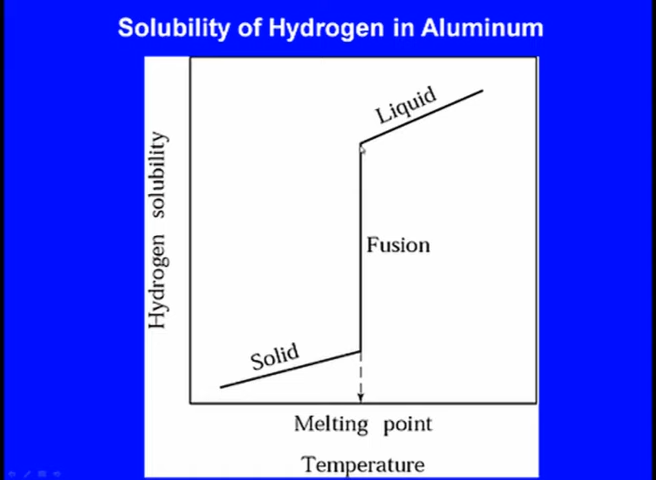 Solubility of Hydrogen in Aluminum
Hydrogen solubility
Liquid
Fusion
Solid
Melting point
Temperature